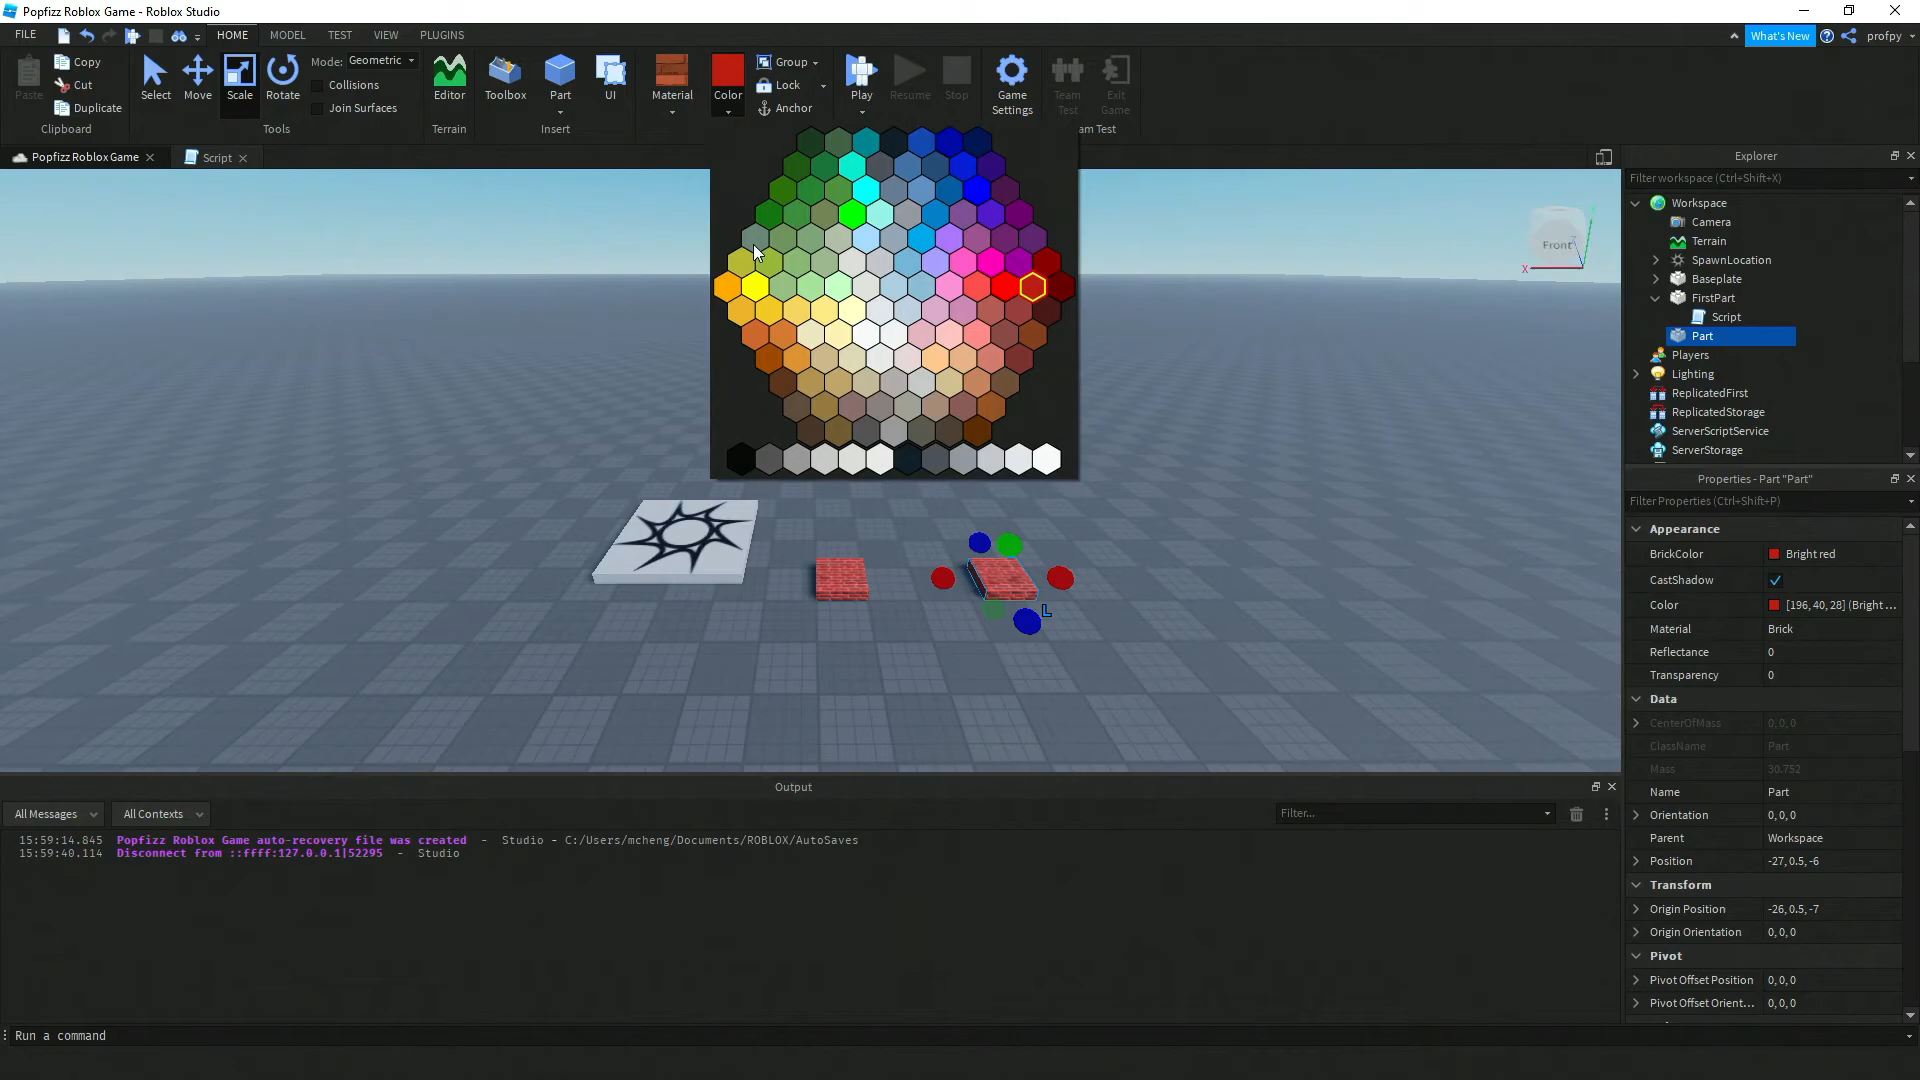 Popfizz Roblox Game - Roblox Studio
FILE HOME MODEL TEST VIEW PLUGINS What's New profpy
Copy
Cut
Duplicate
Paste
Clipboard
Select Move Scale Rotate
Mode: Geometric
Collisions
Join Surfaces
Tools
Editor
Terrain
Toolbox Part UI
Insert
Material Color
Group
Lock
Anchor
Play Resume Stop
Game Settings
Team Test
Exit Game
am Test
Popfizz Roblox Game Script
Front
X
L
Explorer
Filter workspace (Ctrl+Shift+X)
Workspace
Camera
Terrain
SpawnLocation
Baseplate
FirstPart
Script
Part
Players
Lighting
ReplicatedFirst
ReplicatedStorage
ServerScriptService
ServerStorage
Properties - Part "Part"
Filter Properties (Ctrl+Shift+P)
Appearance
BrickColor Bright red
CastShadow
Color [196, 40, 28] (Bright ...
Material Brick
Reflectance 0
Transparency 0
Data
CenterOfMass 0, 0, 0
ClassName Part
Mass 30.752
Name Part
Orientation 0, 0, 0
Parent Workspace
Position -27, 0.5, -6
Transform
Origin Position -26, 0.5, -7
Origin Orientation 0, 0, 0
Pivot
Pivot Offset Position 0, 0, 0
Pivot Offset Orient... 0, 0, 0
Output
All Messages All Contexts Filter...
15:59:14.845 Popfizz Roblox Game auto-recovery file was created - Studio - C:/Users/mcheng/Documents/ROBLOX/AutoSaves
15:59:40.114 Disconnect from ::ffff:127.0.0.1|52295 - Studio
Run a command